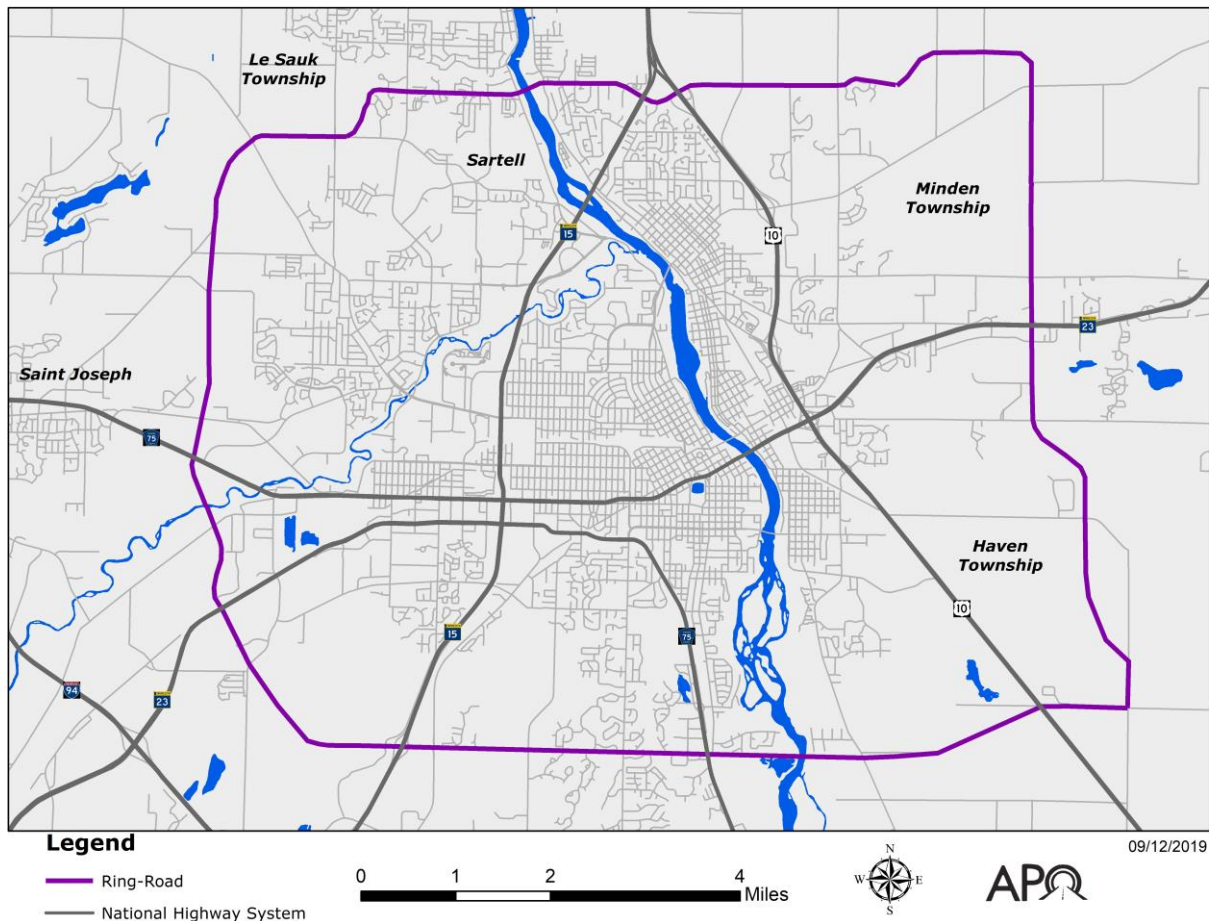 Le Sauk
Township
Sartell
Minden
Township
15
10
23
Saint Joseph
75
Haven
Township
10
15
75
94
23
09/12/2019
Legend
Ring-Road
National Highway System
0 1 2 4
Miles
N
W E
S
APO